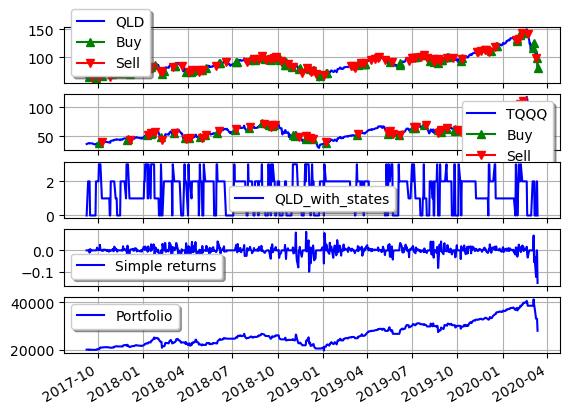 150
100
QLD
Buy
Sell
100
50
TQQQ
Buy
Sell
2
0
QLD_with_states
0.0
−0.1
Simple returns
40000
20000
Portfolio
2017-10
2018-01
2018-04
2018-07
2018-10
2019-01
2019-04
2019-07
2019-10
2020-01
2020-04